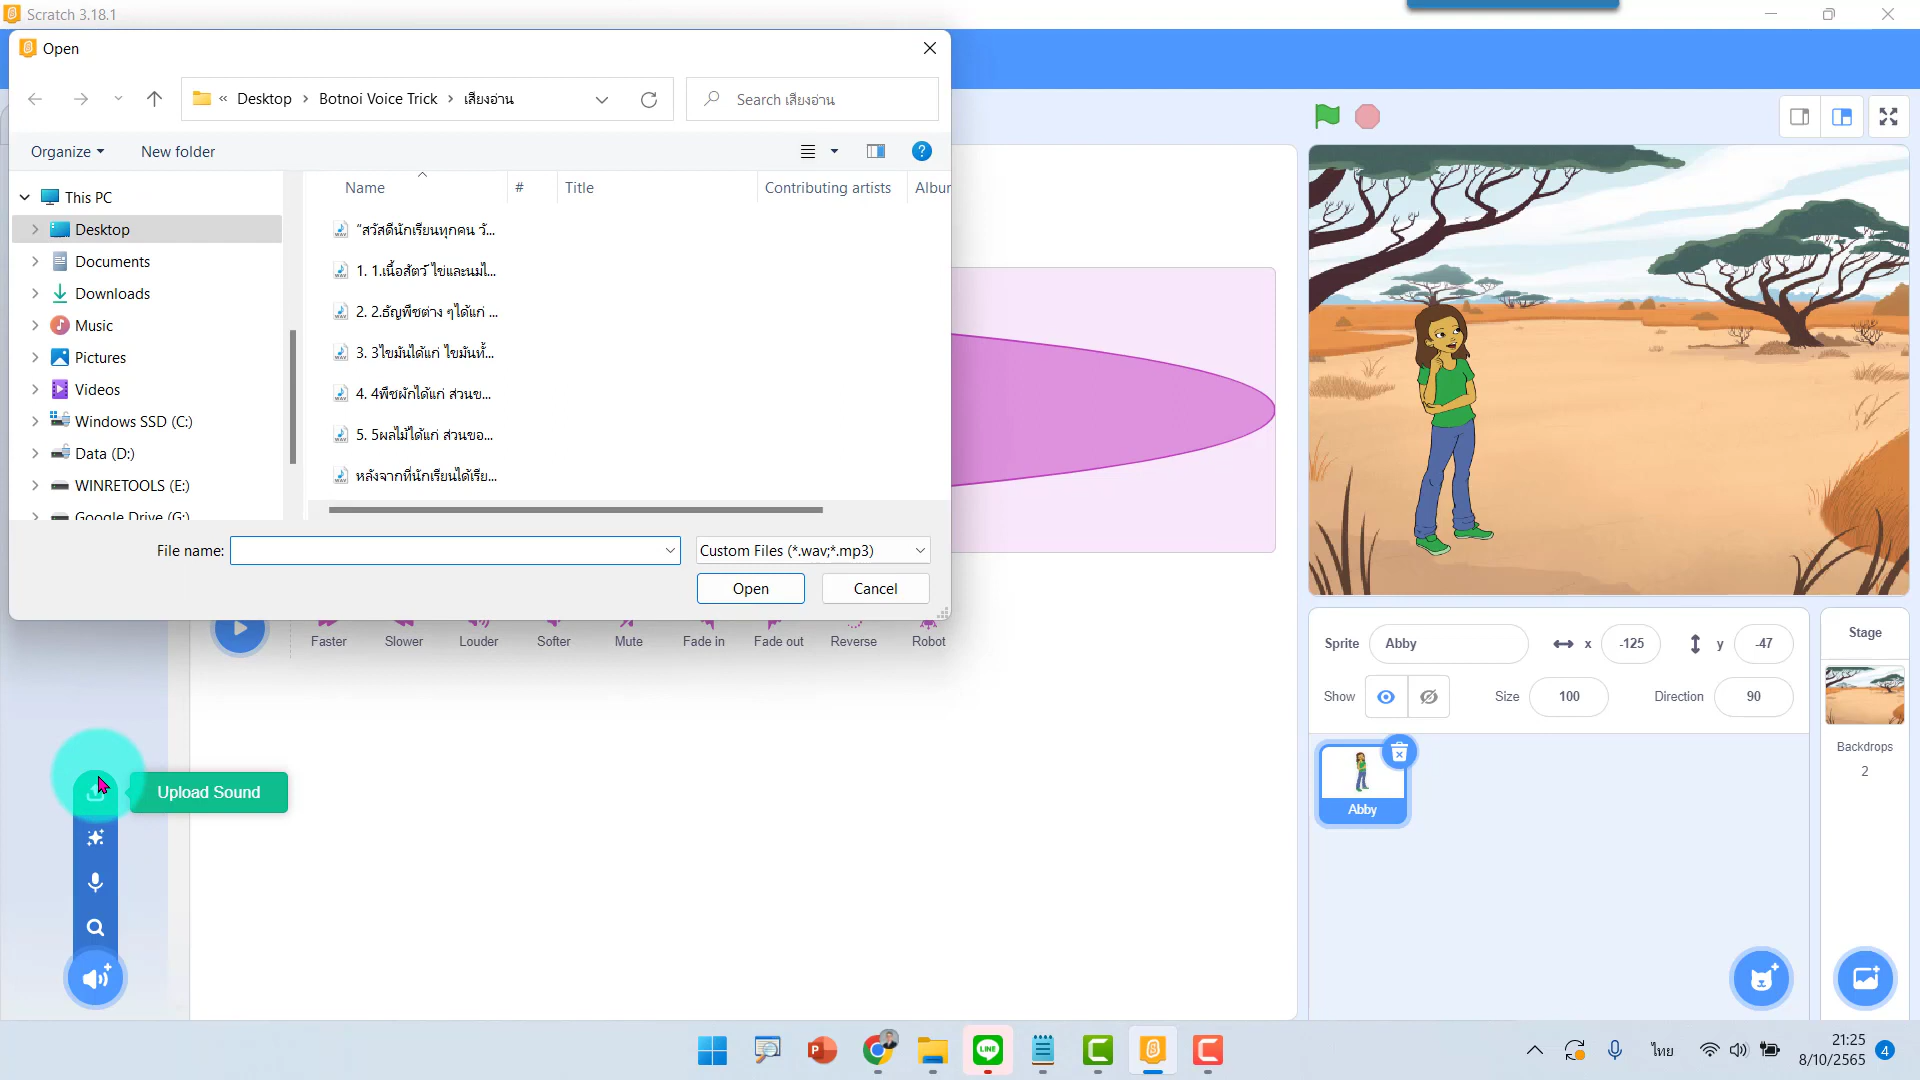 Scratch 3.18.1
Open
« Desktop › Botnoi Voice Trick › เสียงอ่าน
Search เสียงอ่าน
Organize
New folder
Name
#
Title
Contributing artists
Albur
This PC
Desktop
Documents
Downloads
Music
Pictures
Videos
Windows SSD (C:)
Data (D:)
WINRETOOLS (E:)
Google Drive (G:)
“สวัสดีนักเรียนทุกคน วั...
1. 1.เนื้อสัตว์ ไข่และนมไ...
2. 2.ธัญพืชต่าง ๆได้แก่ ...
3. 3ไขมันได้แก่ ไขมันทั้...
4. 4พืชผักได้แก่ ส่วนข...
5. 5ผลไม้ได้แก่ ส่วนขอ...
หลังจากที่นักเรียนได้เรีย...
File name:
Custom Files (*.wav;*.mp3)
Open
Cancel
Faster
Slower
Louder
Softer
Mute
Fade in
Fade out
Reverse
Robot
Upload Sound
Sprite
Abby
x
-125
y
-47
Show
Size
100
Direction
90
Abby
Stage
Backdrops
2
LINE
ไทย
21:25
8/10/2565
4